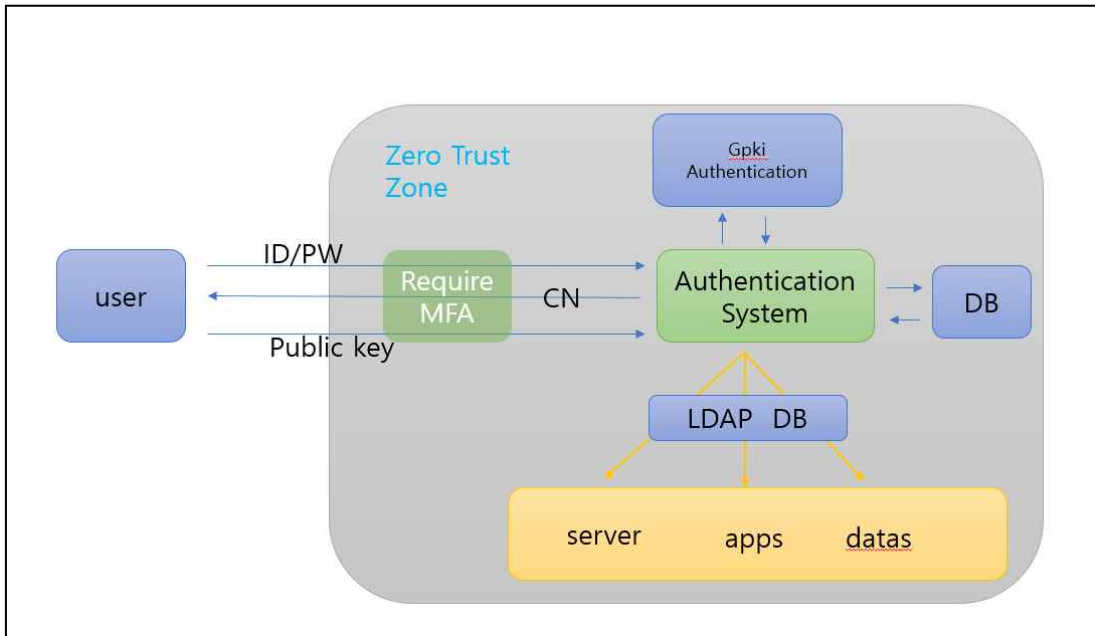 Zero Trust
Zone
Gpki
Authentication
user
ID/PW
Require
MFA
CN
Public key
Authentication
System
DB
LDAP DB
server apps datas